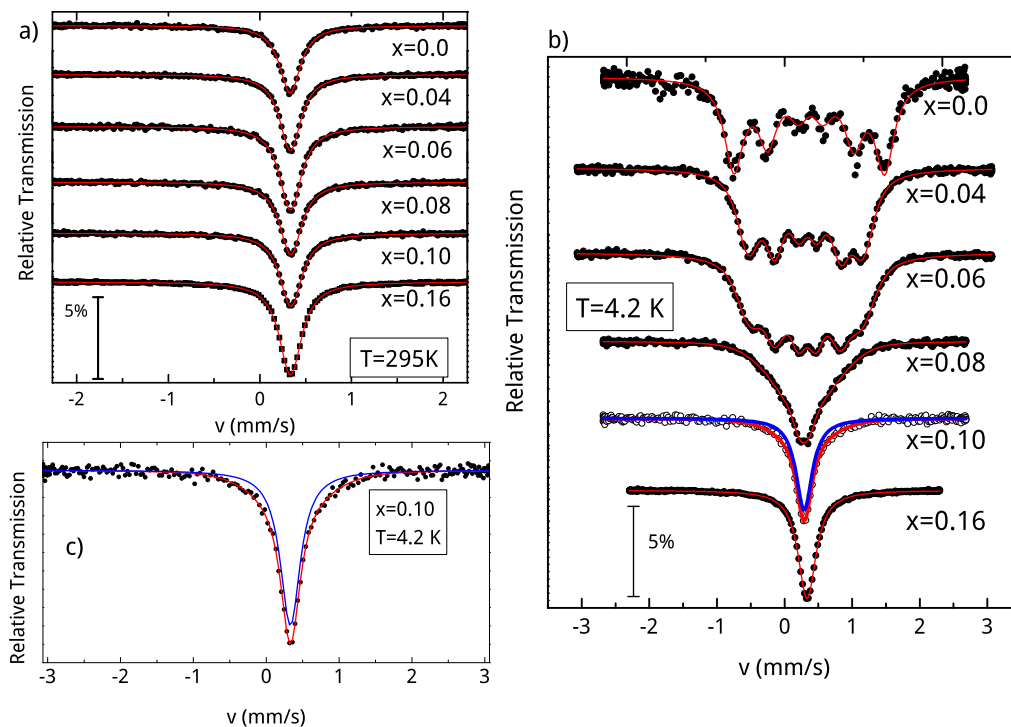 a)
x=0.0
x=0.04
x=0.06
x=0.08
x=0.10
x=0.16
5%
T=295K
Relative Transmission
-2 -1 0 1 2
v (mm/s)
b)
x=0.0
x=0.04
x=0.06
T=4.2 K
x=0.08
x=0.10
x=0.16
5%
Relative Transmission
-3 -2 -1 0 1 2 3
v (mm/s)
c)
x=0.10
T=4.2 K
Relative Transmission
-3 -2 -1 0 1 2 3
v (mm/s)